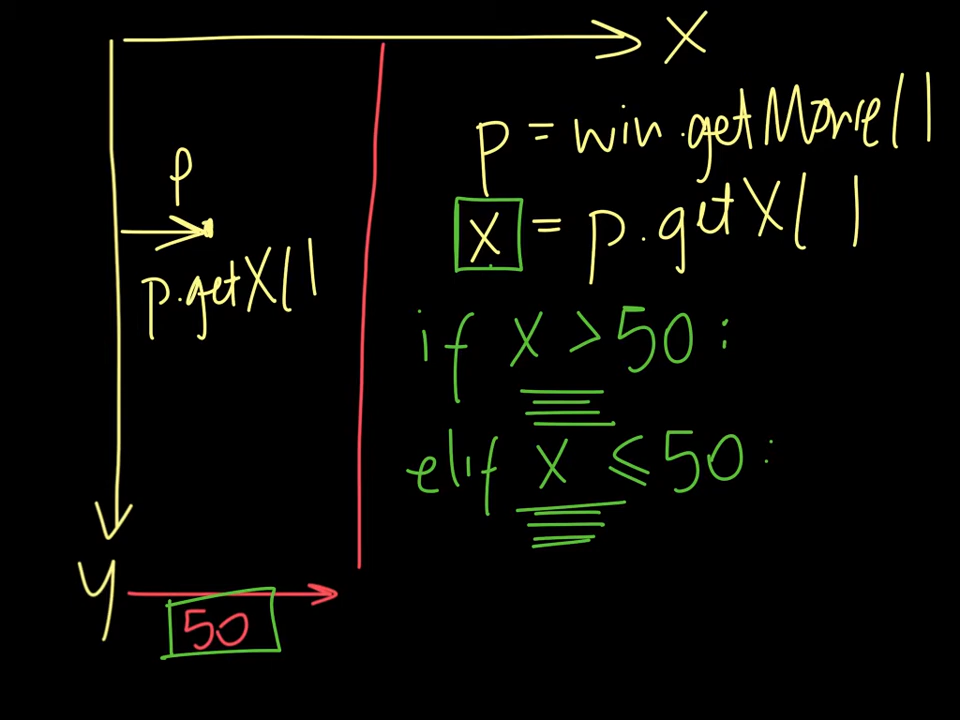 X
p = win.getMouse()
P
X = p.getX( )
p.getX()
if X > 50 :
elif X ≤ 50 :
y
50